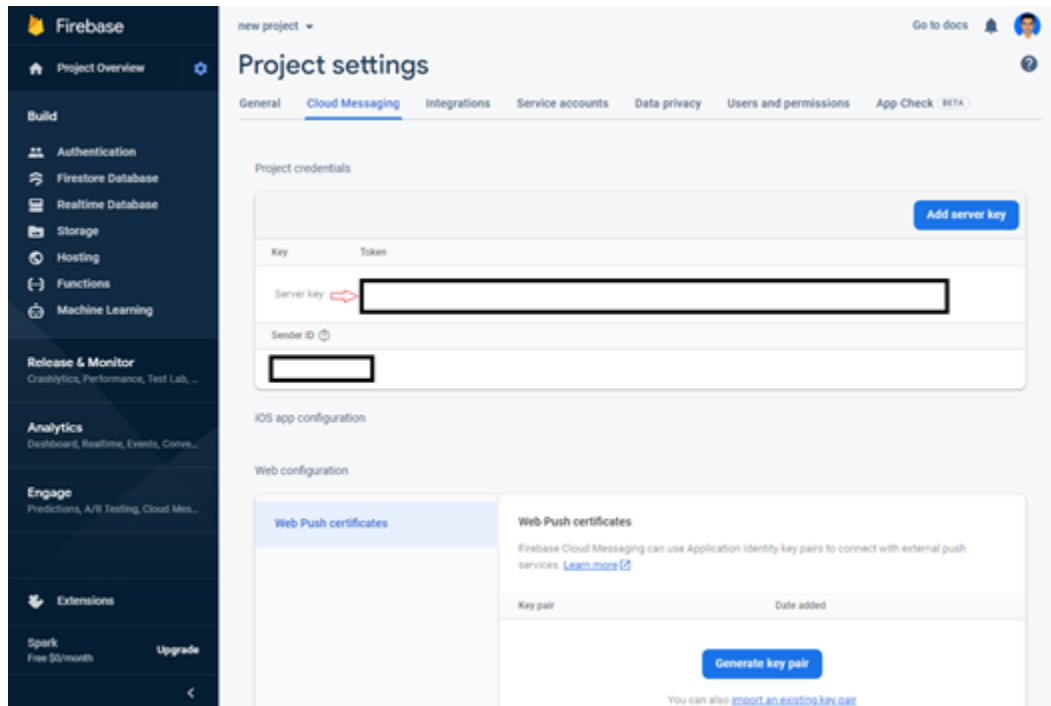 Firebase
Project Overview
Build
Authentication
Firestore Database
Realtime Database
Storage
Hosting
Functions
Machine Learning
Release & Monitor
Crashlytics, Performance, Test Lab, ...
Analytics
Dashboard, Realtime, Events, Conve...
Engage
Predictions, A/B Testing, Cloud Mes...
Extensions
Spark
Free $0/month
Upgrade
new project
Go to docs
Project settings
General Cloud Messaging Integrations Service accounts Data privacy Users and permissions App Check BETA
Project credentials
Add server key
Key Token
Server key
Sender ID
iOS app configuration
Web configuration
Web Push certificates
Web Push certificates
Firebase Cloud Messaging can use Application Identity key pairs to connect with external push
services. Learn more
Key pair Date added
Generate key pair
You can also import an existing key pair